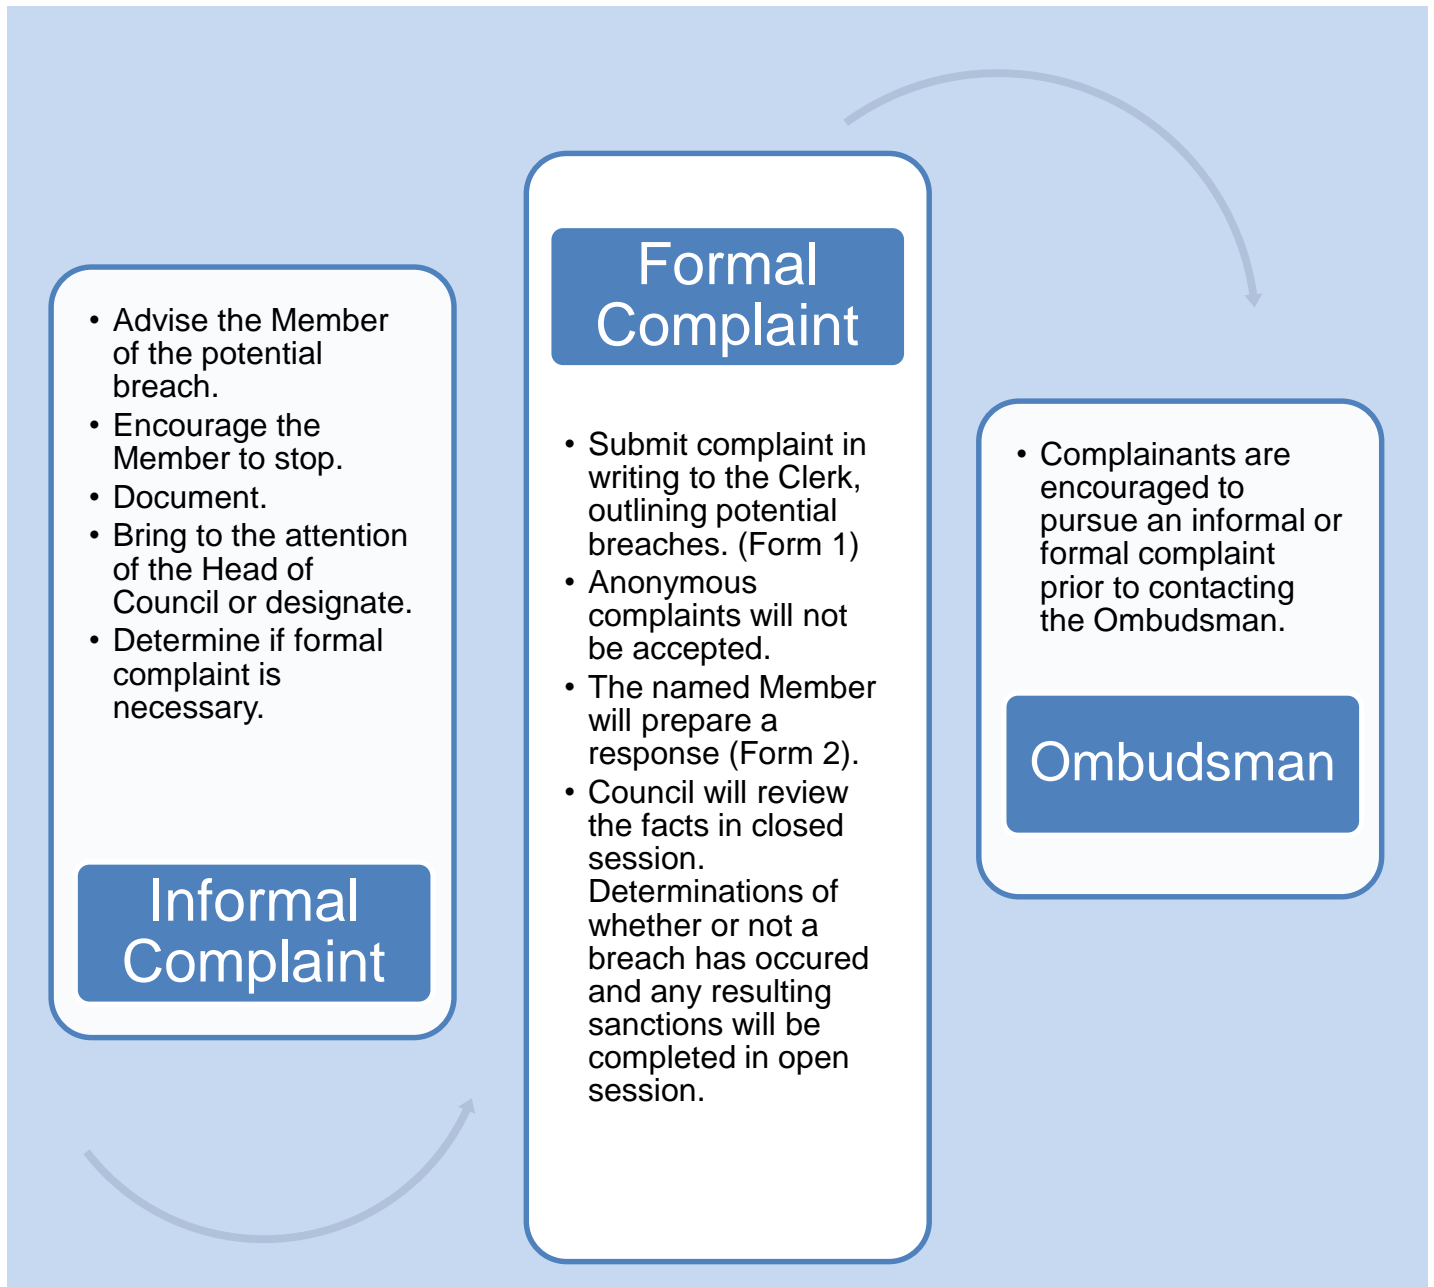 • Advise the Member
of the potential
breach.
• Encourage the
Member to stop.
• Document.
• Bring to the attention
of the Head of
Council or designate.
• Determine if formal
complaint is
necessary.
Informal
Complaint
Formal
Complaint
• Submit complaint in
writing to the Clerk,
outlining potential
breaches. (Form 1)
• Anonymous
complaints will not
be accepted.
• The named Member
will prepare a
response (Form 2).
• Council will review
the facts in closed
session.
Determinations of
whether or not a
breach has occured
and any resulting
sanctions will be
completed in open
session.
• Complainants are
encouraged to
pursue an informal or
formal complaint
prior to contacting
the Ombudsman.
Ombudsman